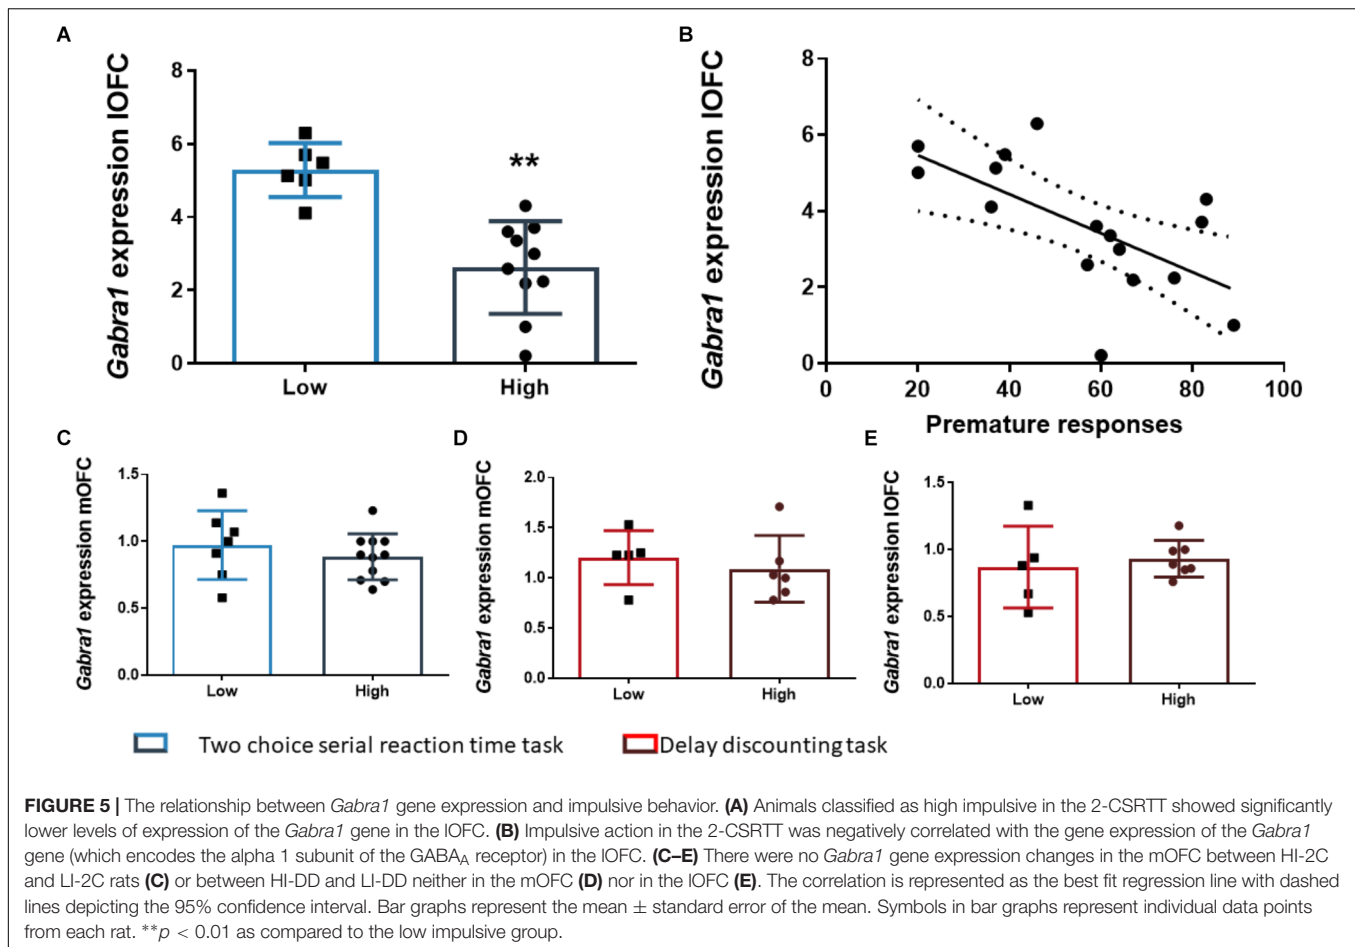 A
Gabra1 expression lOFC
8
6
4
2
0
**
Low
High
B
Gabra1 expression lOFC
8
6
4
2
0
0
20
40
60
80
100
Premature responses
C
Gabra1 expression mOFC
1.5
1.0
0.5
0.0
Low
High
D
Gabra1 expression mOFC
2.0
1.5
1.0
0.5
0.0
Low
High
E
Gabra1 expression lOFC
1.5
1.0
0.5
0.0
Low
High
Two choice serial reaction time task
Delay discounting task
FIGURE 5 | The relationship between Gabra1 gene expression and impulsive behavior. (A) Animals classified as high impulsive in the 2-CSRTT showed significantly
lower levels of expression of the Gabra1 gene in the lOFC. (B) Impulsive action in the 2-CSRTT was negatively correlated with the gene expression of the Gabra1
gene (which encodes the alpha 1 subunit of the GABAA receptor) in the lOFC. (C–E) There were no Gabra1 gene expression changes in the mOFC between HI-2C
and LI-2C rats (C) or between HI-DD and LI-DD neither in the mOFC (D) nor in the lOFC (E). The correlation is represented as the best fit regression line with dashed
lines depicting the 95% confidence interval. Bar graphs represent the mean ± standard error of the mean. Symbols in bar graphs represent individual data points
from each rat. **p < 0.01 as compared to the low impulsive group.